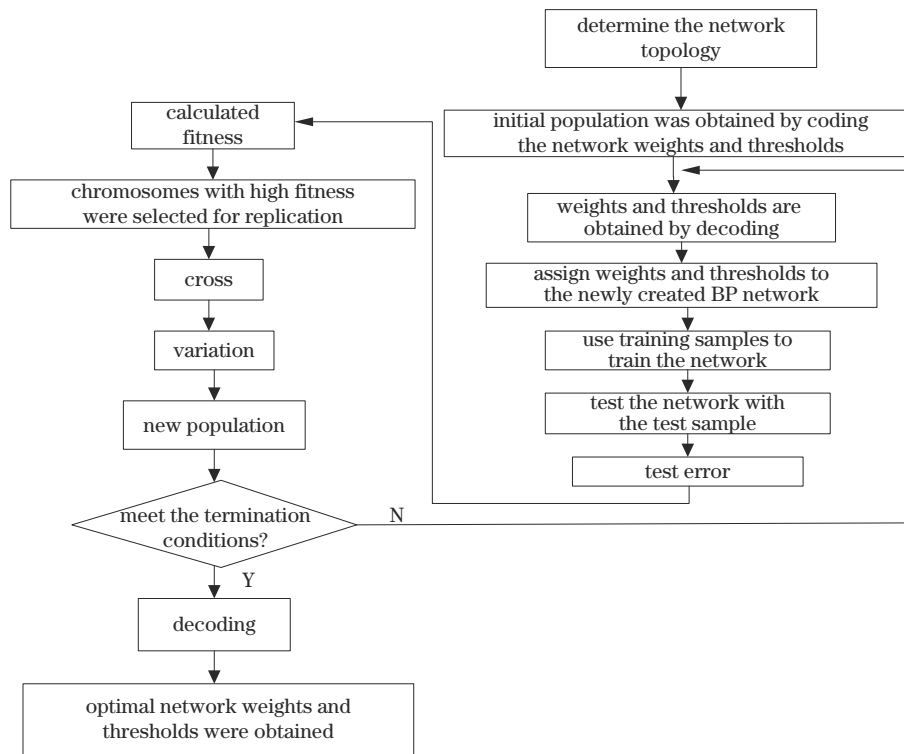 determine the network
topology
initial population was obtained by coding
the network weights and thresholds
weights and thresholds are
obtained by decoding
assign weights and thresholds to
the newly created BP network
use training samples to
train the network
test the network with
the test sample
test error
calculated
fitness
chromosomes with high fitness
were selected for replication
cross
variation
new population
meet the termination
conditions?
N
Y
decoding
optimal network weights and
thresholds were obtained